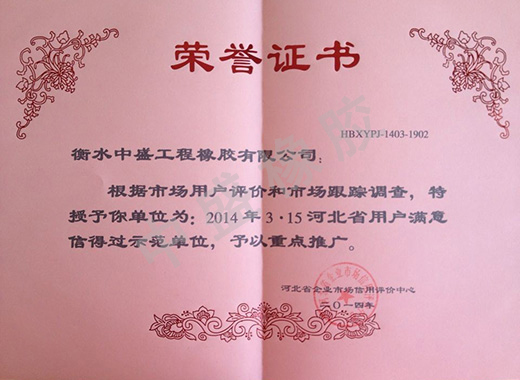 荣誉证书
HBXYPJ-1403-1902
衡水中盛工程橡胶有限公司:
根据市场用户评价和市场跟踪调查,特
授予你单位为:2014年3·15河北省用户满意
信得过示范单位,予以重点推广。
河北省企业市场信用评价中心
二〇一四年